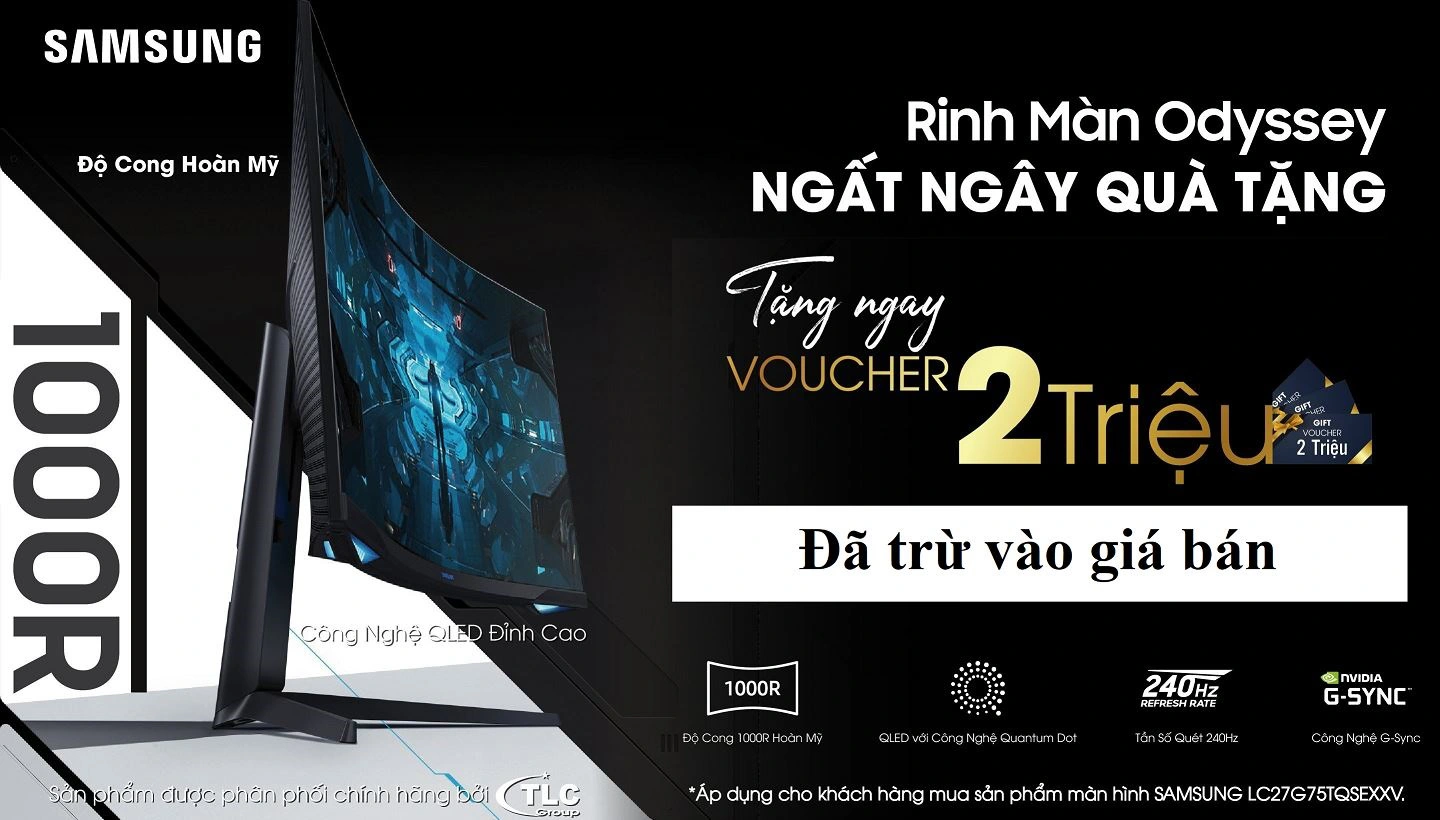 SAMSUNG
Độ Cong Hoàn Mỹ
1000R
Công Nghệ QLED Đỉnh Cao
Sản phẩm được phân phối chính hãng bởi TLC Group
Rinh Màn Odyssey
NGẤT NGÂY QUÀ TẶNG
Tặng ngay
VOUCHER 2 Triệu
GIFT
GIFT
GIFT
VOUCHER
2 Triệu
Đã trừ vào giá bán
1000R
Độ Cong 1000R Hoàn Mỹ
QLED với Công Nghệ Quantum Dot
240Hz
REFRESH RATE
Tần Số Quét 240Hz
NVIDIA
G-SYNC
Công Nghệ G-Sync
*Áp dụng cho khách hàng mua sản phẩm màn hình SAMSUNG LC27G75TQSEXXV.